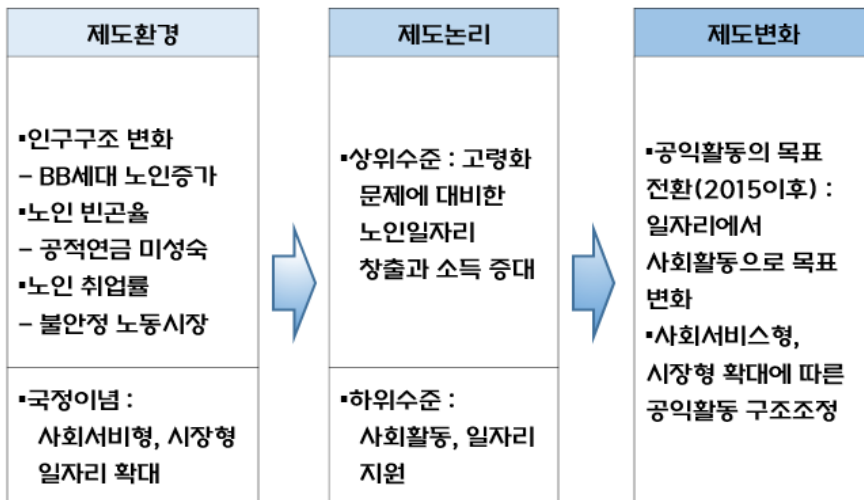 제도환경
▪인구구조 변화
– BB세대 노인증가
▪노인 빈곤율
– 공적연금 미성숙
▪노인 취업률
– 불안정 노동시장
▪국정이념 :
사회서비형, 시장형
일자리 확대
제도논리
▪상위수준 : 고령화
문제에 대비한
노인일자리
창출과 소득 증대
▪하위수준 :
사회활동, 일자리
지원
제도변화
▪공익활동의 목표
전환(2015이후) :
일자리에서
사회활동으로 목표
변화
▪사회서비스형,
시장형 확대에 따른
공익활동 구조조정